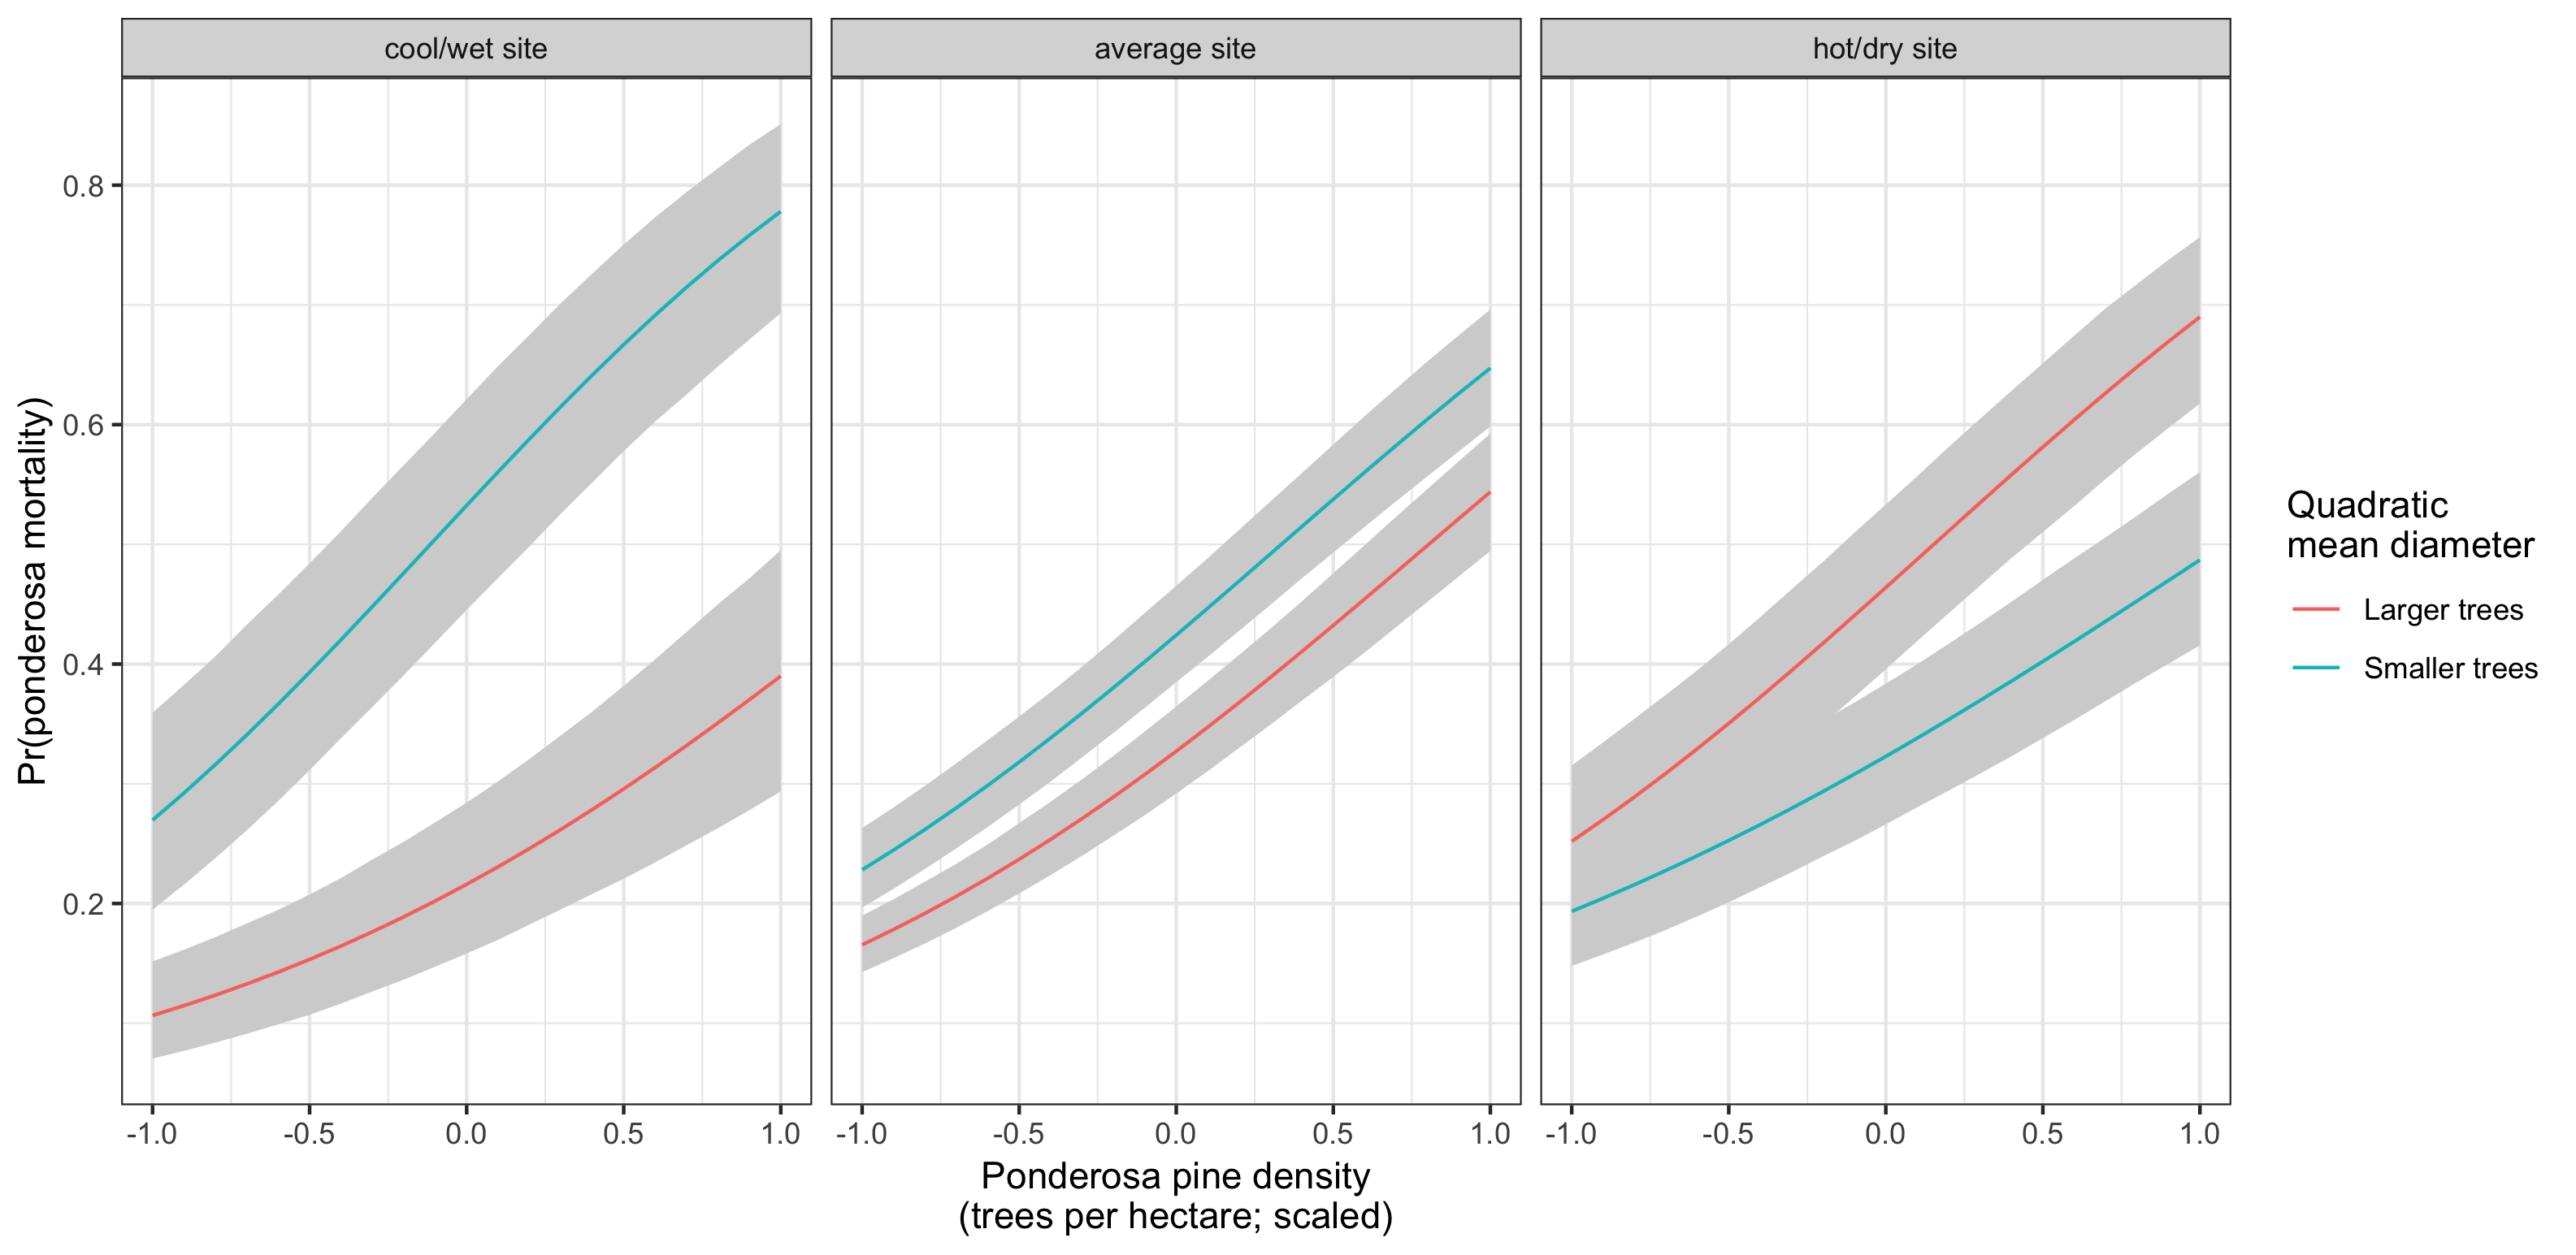 cool/wet site
average site
hot/dry site
Pr(ponderosa mortality)
0.8
0.6
0.4
0.2
-1.0 -0.5 0.0 0.5 1.0
-1.0 -0.5 0.0 0.5 1.0
-1.0 -0.5 0.0 0.5 1.0
Ponderosa pine density
(trees per hectare; scaled)
Quadratic
mean diameter
Larger trees
Smaller trees